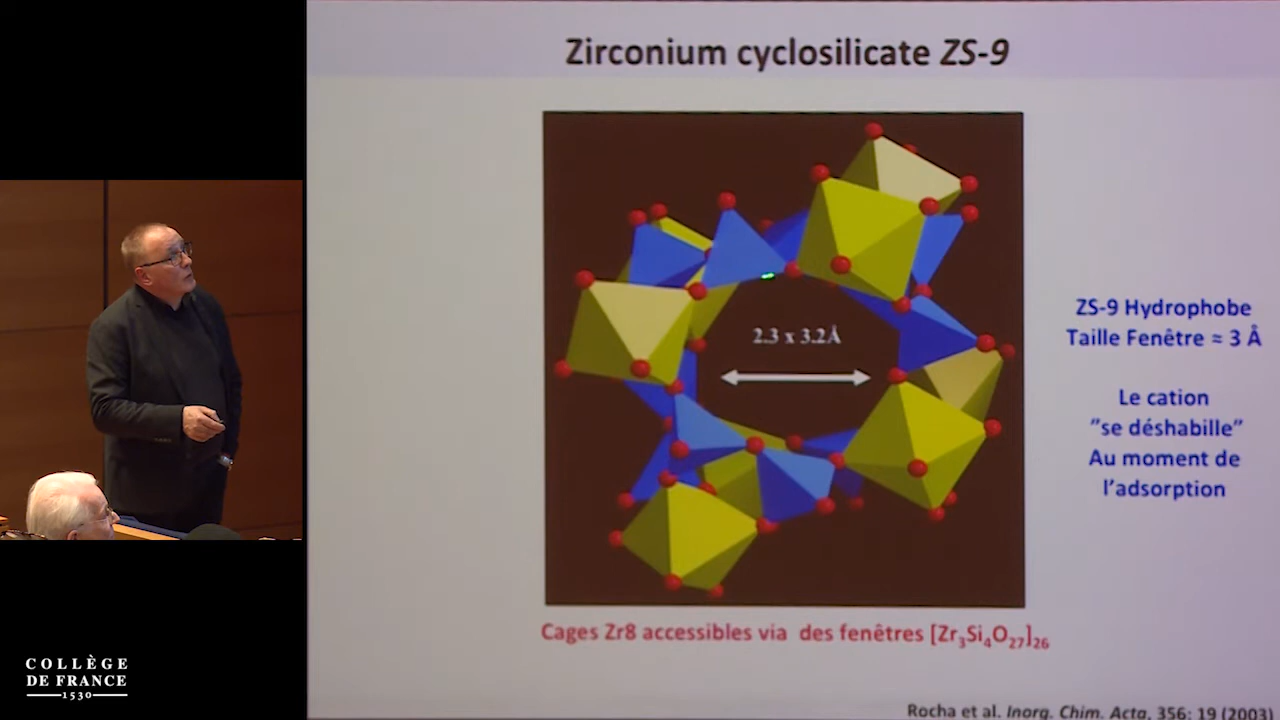 Zirconium cyclosilicate ZS-9
2.3 x 3.2Å
ZS-9 Hydrophobe
Taille Fenêtre ≈ 3 Å
Le cation
”se déshabille”
Au moment de
l’adsorption
Cages Zr8 accessibles via des fenêtres [Zr₃Si₄O₂₇]₂₆
Rocha et al. Inorg. Chim. Acta, 356: 19 (2003)
COLLÈGE
DE FRANCE
1530